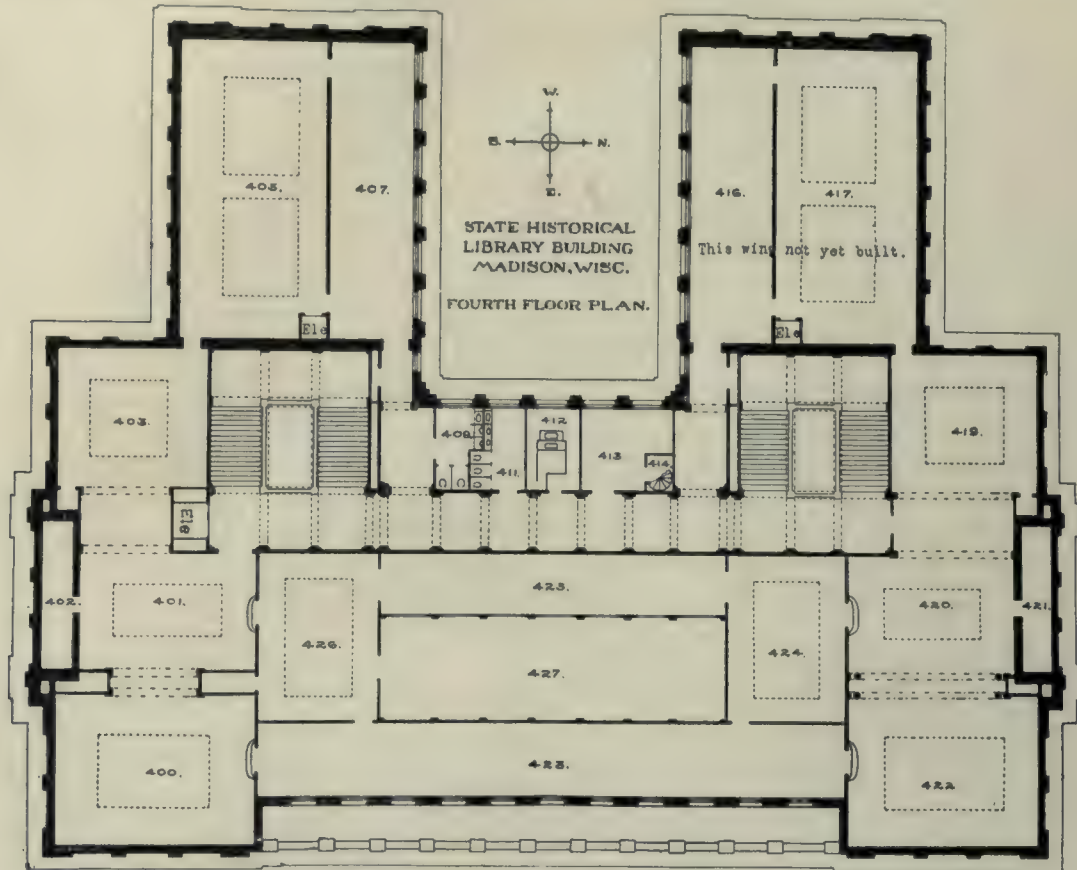 W.
S.
N.
E.
STATE HISTORICAL
LIBRARY BUILDING
MADISON, WISC.
FOURTH FLOOR PLAN.
405.
407.
416.
417.
This wing not yet built.
Ele
Ele
403.
409.
411.
412.
413.
414.
419.
Ele
402.
401.
426.
425.
424.
420.
421.
427.
400.
423.
422